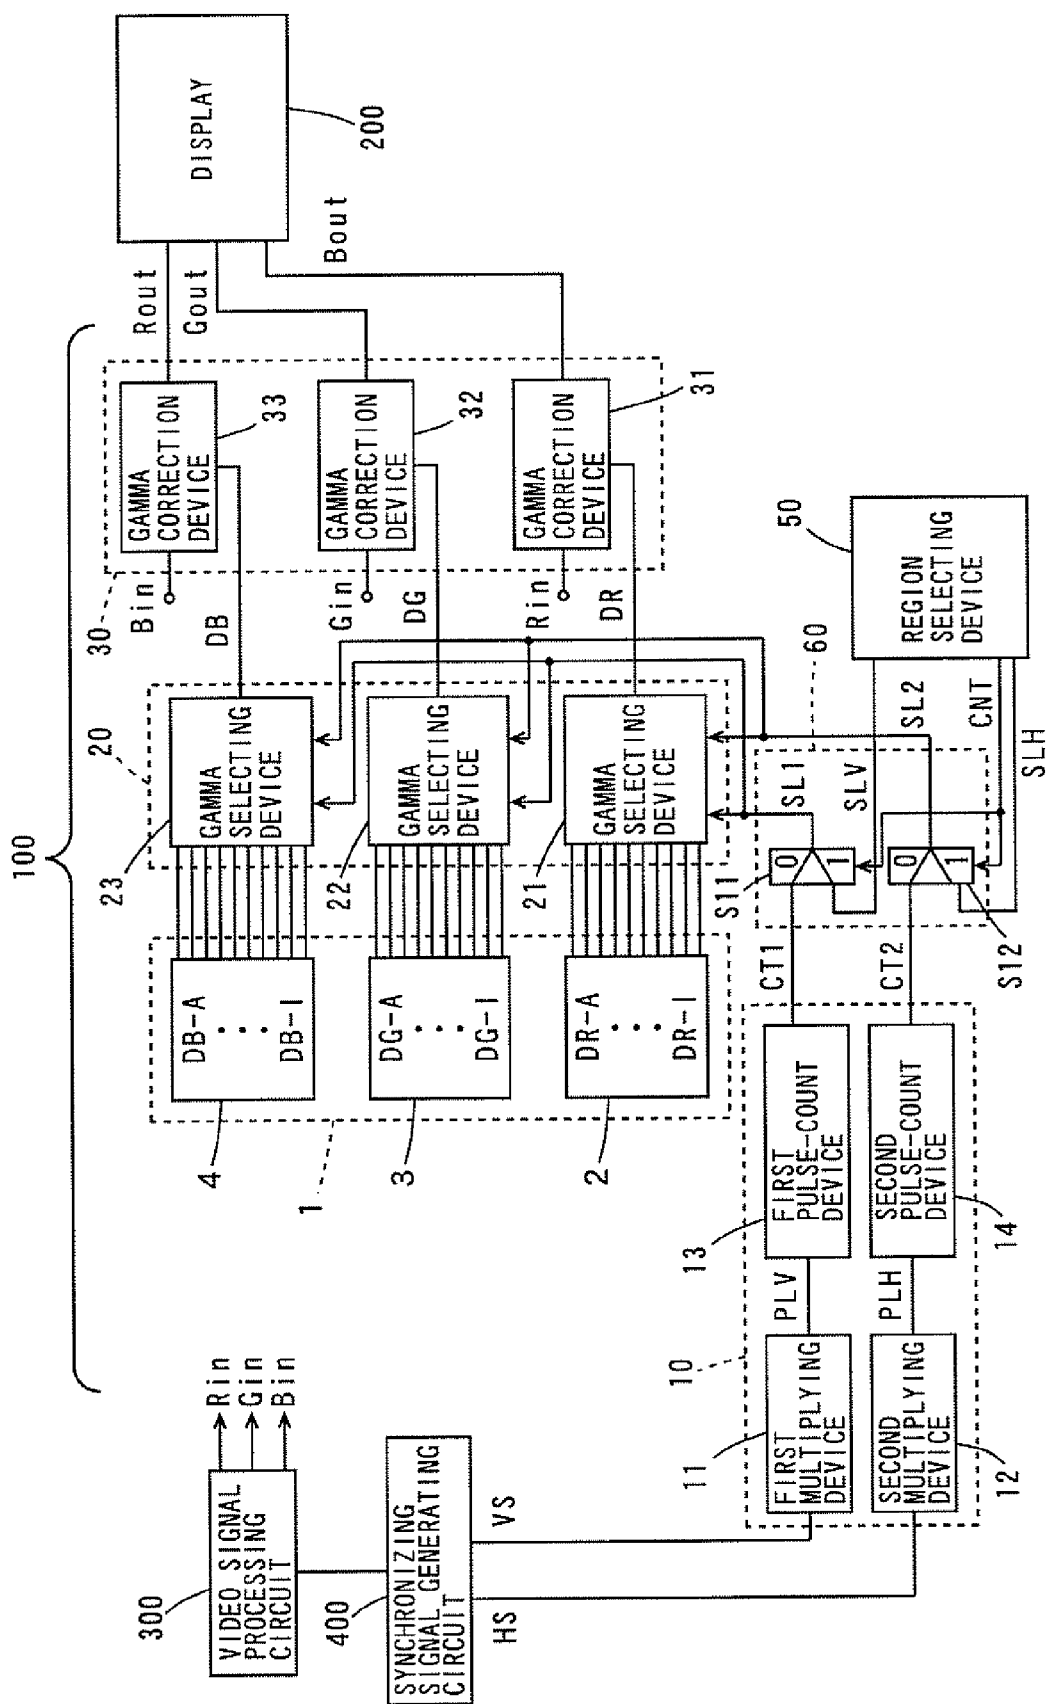 100
300
VIDEO SIGNAL
PROCESSING
CIRCUIT
Rin
Gin
Bin
400
SYNCHRONIZING
SIGNAL GENERATING
CIRCUIT
HS
VS
10
11
FIRST
MULTIPLYING
DEVICE
12
SECOND
MULTIPLYING
DEVICE
PLV
PLH
13
FIRST
PULSE-COUNT
DEVICE
14
SECOND
PULSE-COUNT
DEVICE
CT1
CT2
1
4
DB-A
DB-I
3
DG-A
DG-I
2
DR-A
DR-I
20
23
GAMMA
SELECTING
DEVICE
22
GAMMA
SELECTING
DEVICE
21
GAMMA
SELECTING
DEVICE
S11
0
1
S12
0
1
SL1
SLV
SL2
CNT
SLH
60
50
REGION
SELECTING
DEVICE
30
Bin
DB
Gin
DG
Rin
DR
GAMMA
CORRECTION
DEVICE
33
GAMMA
CORRECTION
DEVICE
32
GAMMA
CORRECTION
DEVICE
31
Rout
Gout
Bout
DISPLAY
200